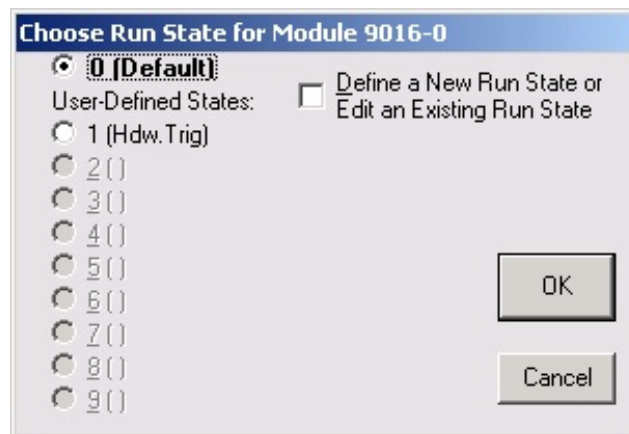 Choose Run State for Module 9016-0
0 (Default)
Define a New Run State or
Edit an Existing Run State
User-Defined States:
1 (Hdw.Trig)
2 ( )
3 ( )
4 ( )
5 ( )
6 ( )
7 ( )
8 ( )
9 ( )
OK
Cancel